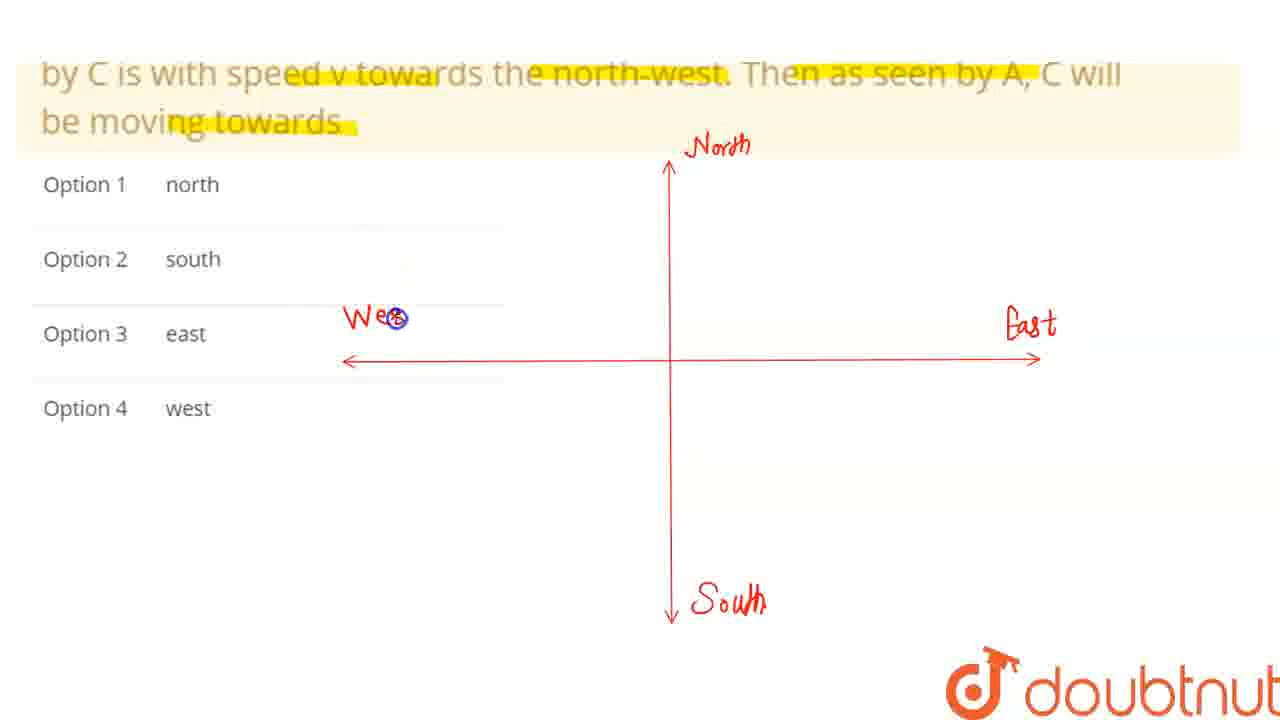 by C is with speed v towards the north-west. Then as seen by A, C will
be moving towards
North
Option 1 north
Option 2 south
Wes
East
Option 3 east
Option 4 west
South
doubtnut